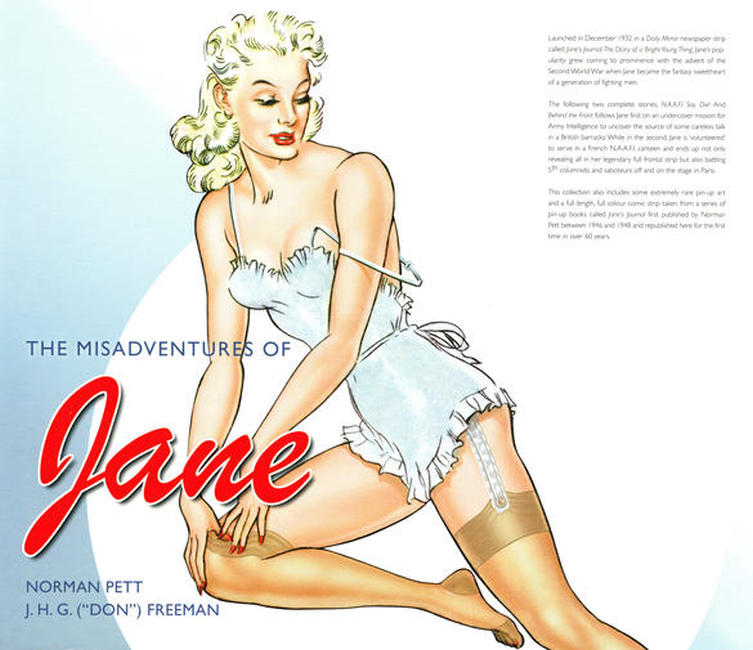 Launched in December 1932 in a Daily Mirror newspaper strip
called Jane's Journal: The Diary of a Bright Young Thing, Jane's pop-
ularity grew coming to prominence with the advent of the
Second World War when Jane became the fantasy sweetheart
of a generation of fighting men.
The following two complete stories, N.A.A.F.I Say Die! And
Behind the Front follows Jane first on an undercover mission for
Army Intelligence to uncover the source of some careless talk
in a British barracks. While in the second, Jane is 'volunteered'
to serve in a French N.A.A.F.I. canteen and ends up not only
revealing all in her legendary full frontal strip but also battling
5th columnists and saboteurs off and on the stage in Paris.
This collection also includes some extremely rare pin-up art
and a full length, full colour comic strip taken from a series of
pin-up books called Jane's Journal first published by Norman
Pett between 1946 and 1948 and republished here for the first
time in over 60 years.
THE MISADVENTURES OF
Jane
NORMAN PETT
J. H. G. ("DON") FREEMAN